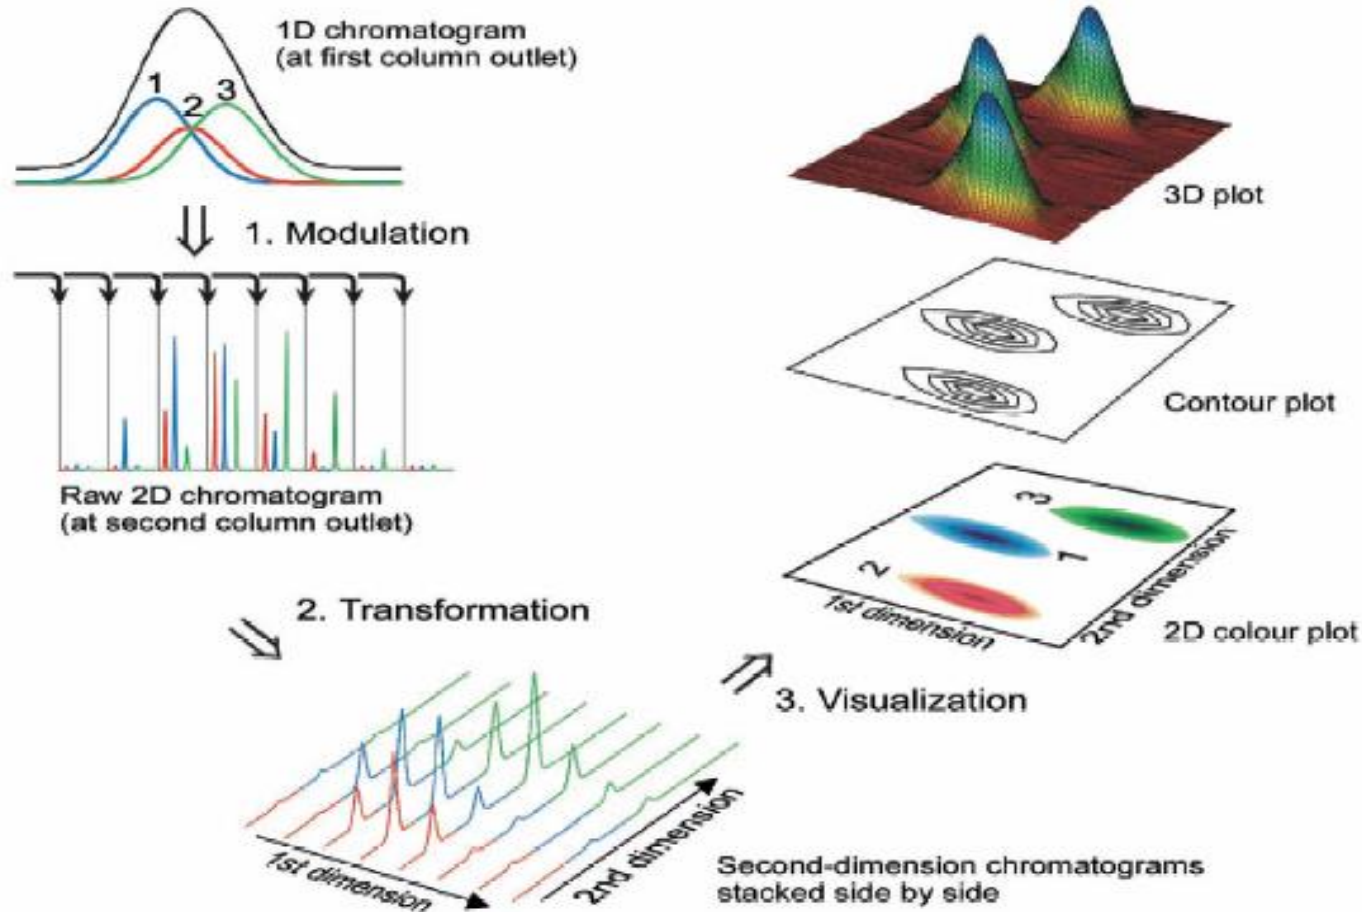 1D chromatogram
(at first column outlet)
1
2
3
1. Modulation
Raw 2D chromatogram
(at second column outlet)
2. Transformation
1st dimension
2nd dimension
Second-dimension chromatograms
stacked side by side
3. Visualization
3D plot
Contour plot
3
1
2
1st dimension
2nd dimension
2D colour plot